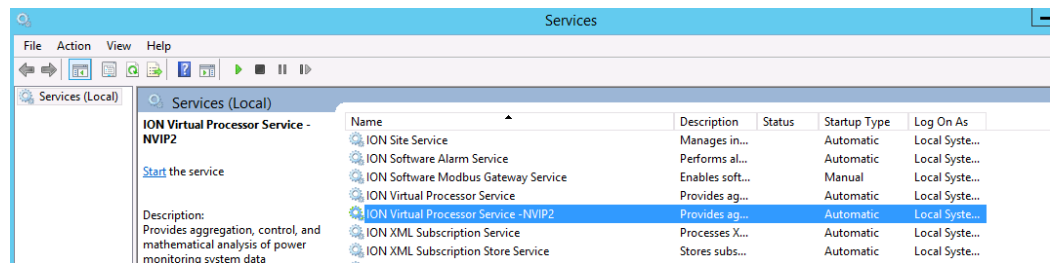 Services
File Action View Help
Services (Local)
Services (Local)
ION Virtual Processor Service -
NVIP2
Start the service
Description:
Provides aggregation, control, and
mathematical analysis of power
monitoring system data
Name Description Status Startup Type Log On As
ION Site Service Manages in... Automatic Local Syste...
ION Software Alarm Service Performs al... Automatic Local Syste...
ION Software Modbus Gateway Service Enables soft... Manual Local Syste...
ION Virtual Processor Service Provides ag... Automatic Local Syste...
ION Virtual Processor Service -NVIP2 Provides ag... Automatic Local Syste...
ION XML Subscription Service Processes X... Automatic Local Syste...
ION XML Subscription Store Service Stores subs... Automatic Local Syste...